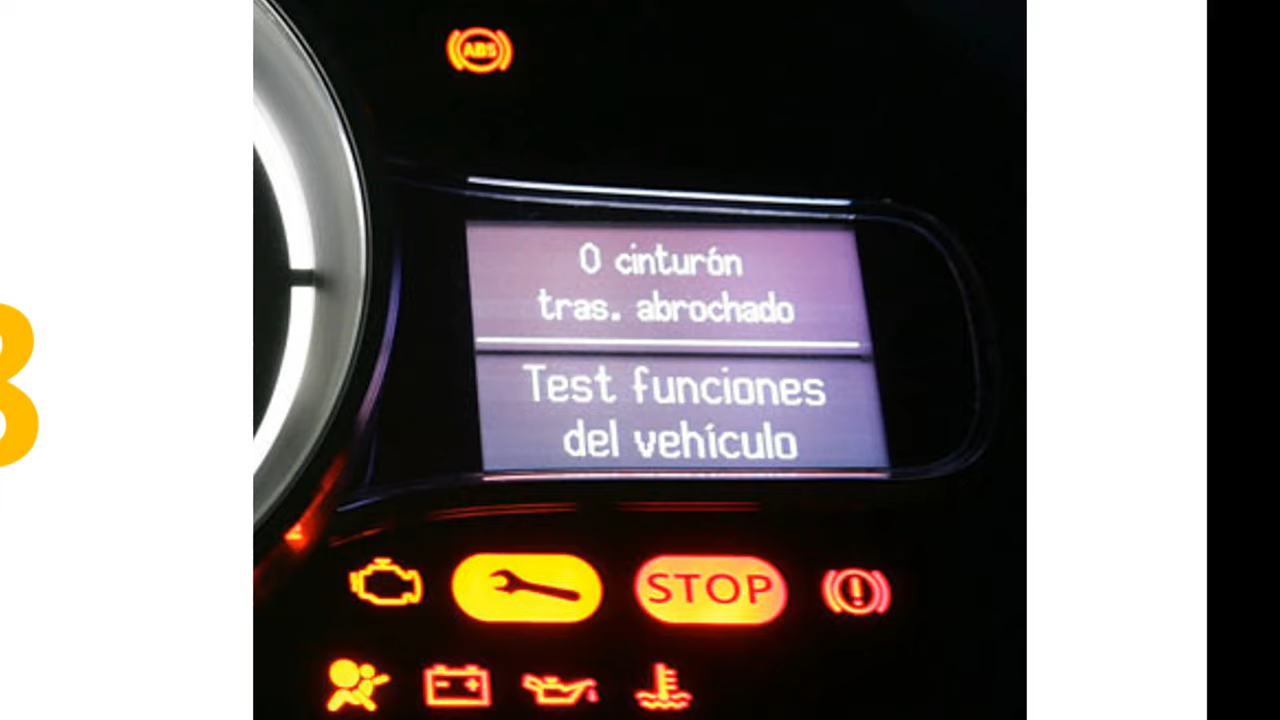 ABS
0 cinturón
tras. abrochado
Test funciones
del vehículo
STOP